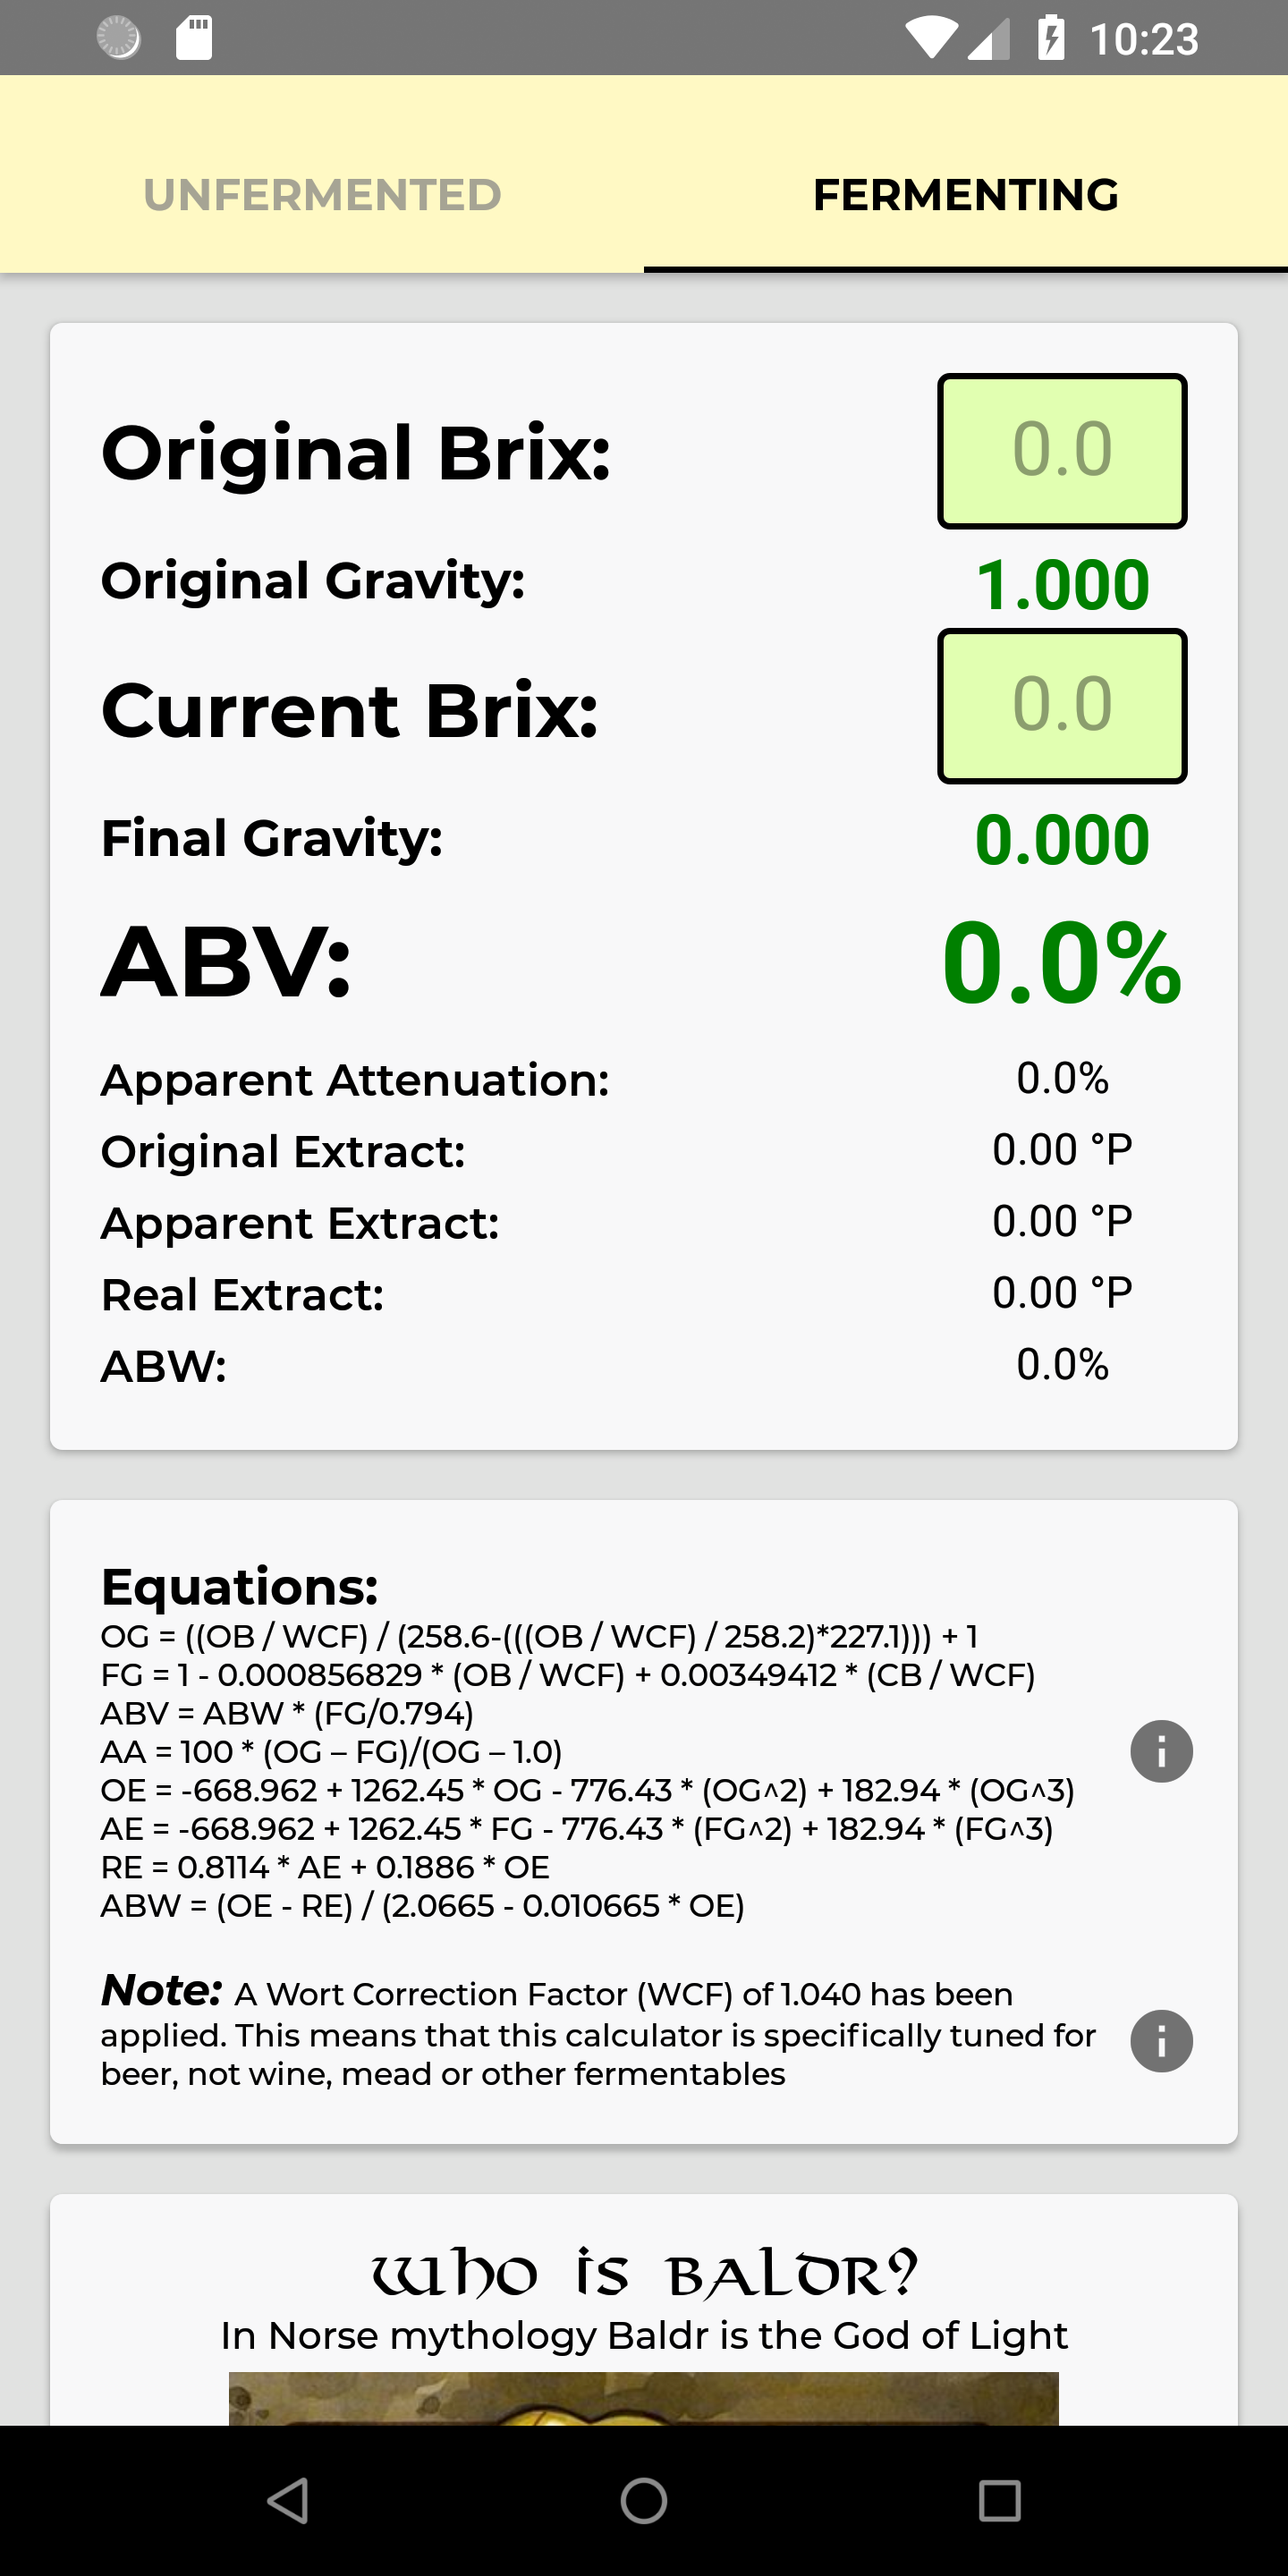 10:23
UNFERMENTED FERMENTING
Original Brix: 0.0
Original Gravity: 1.000
Current Brix: 0.0
Final Gravity: 0.000
ABV: 0.0%
Apparent Attenuation: 0.0%
Original Extract: 0.00 °P
Apparent Extract: 0.00 °P
Real Extract: 0.00 °P
ABW: 0.0%
Equations:
OG = ((OB / WCF) / (258.6-(((OB / WCF) / 258.2)*227.1))) + 1
FG = 1 - 0.000856829 * (OB / WCF) + 0.00349412 * (CB / WCF)
ABV = ABW * (FG/0.794)
AA = 100 * (OG – FG)/(OG – 1.0)
OE = -668.962 + 1262.45 * OG - 776.43 * (OG^2) + 182.94 * (OG^3)
AE = -668.962 + 1262.45 * FG - 776.43 * (FG^2) + 182.94 * (FG^3)
RE = 0.8114 * AE + 0.1886 * OE
ABW = (OE - RE) / (2.0665 - 0.010665 * OE)
Note: A Wort Correction Factor (WCF) of 1.040 has been
applied. This means that this calculator is specifically tuned for
beer, not wine, mead or other fermentables
Who is Baldr?
In Norse mythology Baldr is the God of Light